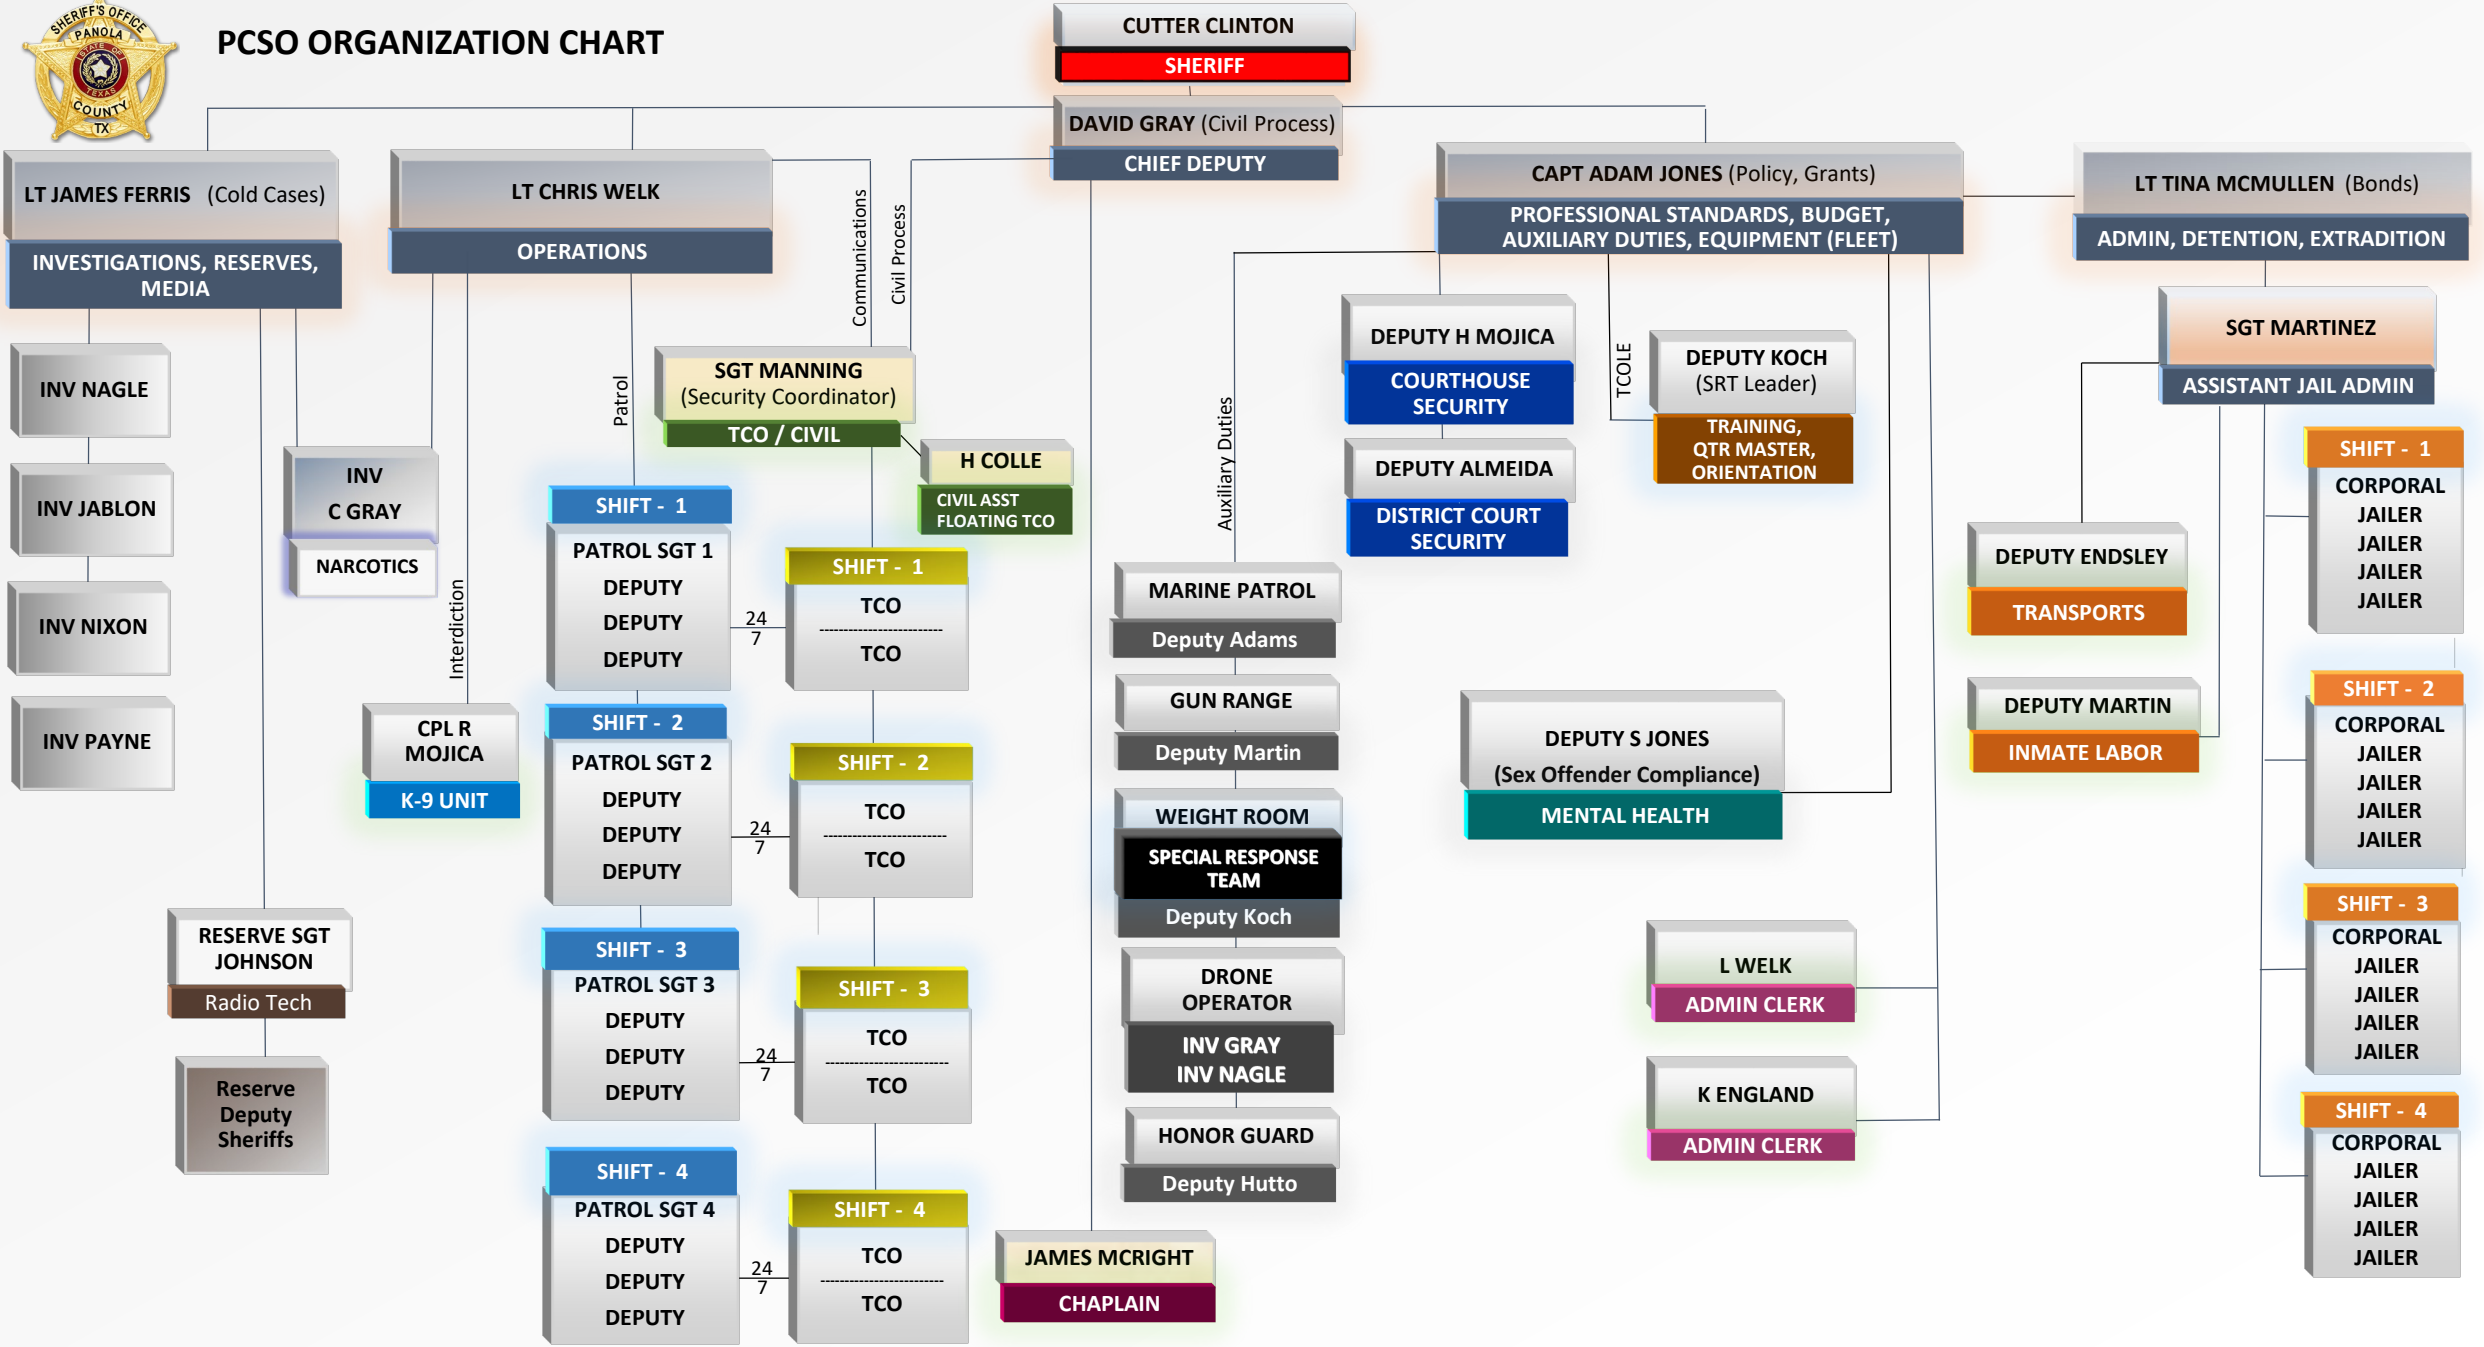 SHERIFF'S OFFICE
PANOLA
STATE OF
TEXAS
COUNTY
TX
PCSO ORGANIZATION CHART
CUTTER CLINTON
SHERIFF
DAVID GRAY (Civil Process)
CHIEF DEPUTY
LT JAMES FERRIS (Cold Cases)
INVESTIGATIONS, RESERVES,
MEDIA
INV NAGLE
INV JABLON
INV NIXON
INV PAYNE
INV
C GRAY
NARCOTICS
RESERVE SGT
JOHNSON
Radio Tech
Reserve
Deputy
Sheriffs
LT CHRIS WELK
OPERATIONS
Interdiction
CPL R
MOJICA
K-9 UNIT
Patrol
SHIFT - 1
PATROL SGT 1
DEPUTY
DEPUTY
DEPUTY
SHIFT - 2
PATROL SGT 2
DEPUTY
DEPUTY
DEPUTY
SHIFT - 3
PATROL SGT 3
DEPUTY
DEPUTY
DEPUTY
SHIFT - 4
PATROL SGT 4
DEPUTY
DEPUTY
DEPUTY
24
7
24
7
24
7
24
7
Communications
Civil Process
SGT MANNING
(Security Coordinator)
TCO / CIVIL
H COLLE
CIVIL ASST
FLOATING TCO
SHIFT - 1
TCO
--------------------------
TCO
SHIFT - 2
TCO
--------------------------
TCO
SHIFT - 3
TCO
--------------------------
TCO
SHIFT - 4
TCO
--------------------------
TCO
JAMES MCRIGHT
CHAPLAIN
CAPT ADAM JONES (Policy, Grants)
PROFESSIONAL STANDARDS, BUDGET,
AUXILIARY DUTIES, EQUIPMENT (FLEET)
Auxiliary Duties
MARINE PATROL
Deputy Adams
GUN RANGE
Deputy Martin
WEIGHT ROOM
SPECIAL RESPONSE
TEAM
Deputy Koch
DRONE
OPERATOR
INV GRAY
INV NAGLE
HONOR GUARD
Deputy Hutto
DEPUTY H MOJICA
COURTHOUSE
SECURITY
DEPUTY ALMEIDA
DISTRICT COURT
SECURITY
TCOLE
DEPUTY KOCH
(SRT Leader)
TRAINING,
QTR MASTER,
ORIENTATION
DEPUTY S JONES
(Sex Offender Compliance)
MENTAL HEALTH
L WELK
ADMIN CLERK
K ENGLAND
ADMIN CLERK
LT TINA MCMULLEN (Bonds)
ADMIN, DETENTION, EXTRADITION
SGT MARTINEZ
ASSISTANT JAIL ADMIN
DEPUTY ENDSLEY
TRANSPORTS
DEPUTY MARTIN
INMATE LABOR
SHIFT - 1
CORPORAL
JAILER
JAILER
JAILER
JAILER
SHIFT - 2
CORPORAL
JAILER
JAILER
JAILER
JAILER
SHIFT - 3
CORPORAL
JAILER
JAILER
JAILER
JAILER
SHIFT - 4
CORPORAL
JAILER
JAILER
JAILER
JAILER